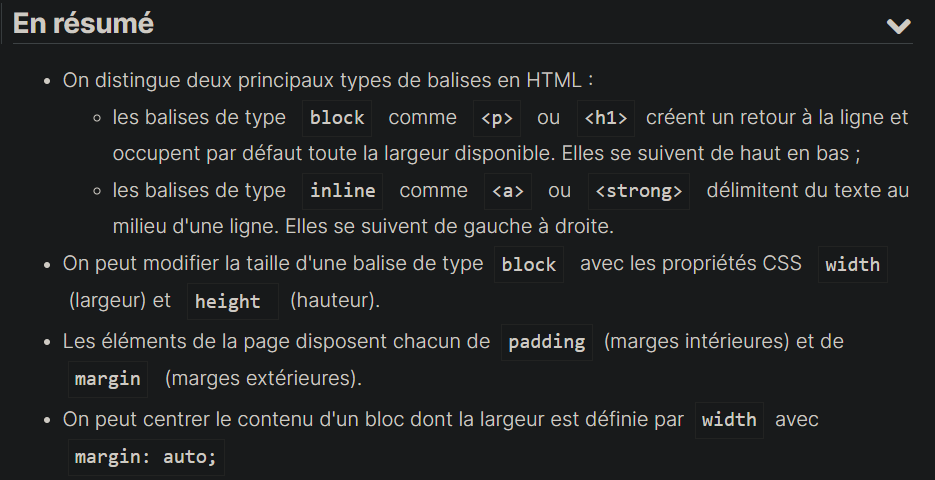 En résumé
• On distingue deux principaux types de balises en HTML :
◦ les balises de type block comme <p> ou <h1> créent un retour à la ligne et
occupent par défaut toute la largeur disponible. Elles se suivent de haut en bas ;
◦ les balises de type inline comme <a> ou <strong> délimitent du texte au
milieu d'une ligne. Elles se suivent de gauche à droite.
• On peut modifier la taille d'une balise de type block avec les propriétés CSS width
(largeur) et height (hauteur).
• Les éléments de la page disposent chacun de padding (marges intérieures) et de
margin (marges extérieures).
• On peut centrer le contenu d'un bloc dont la largeur est définie par width avec
margin: auto;